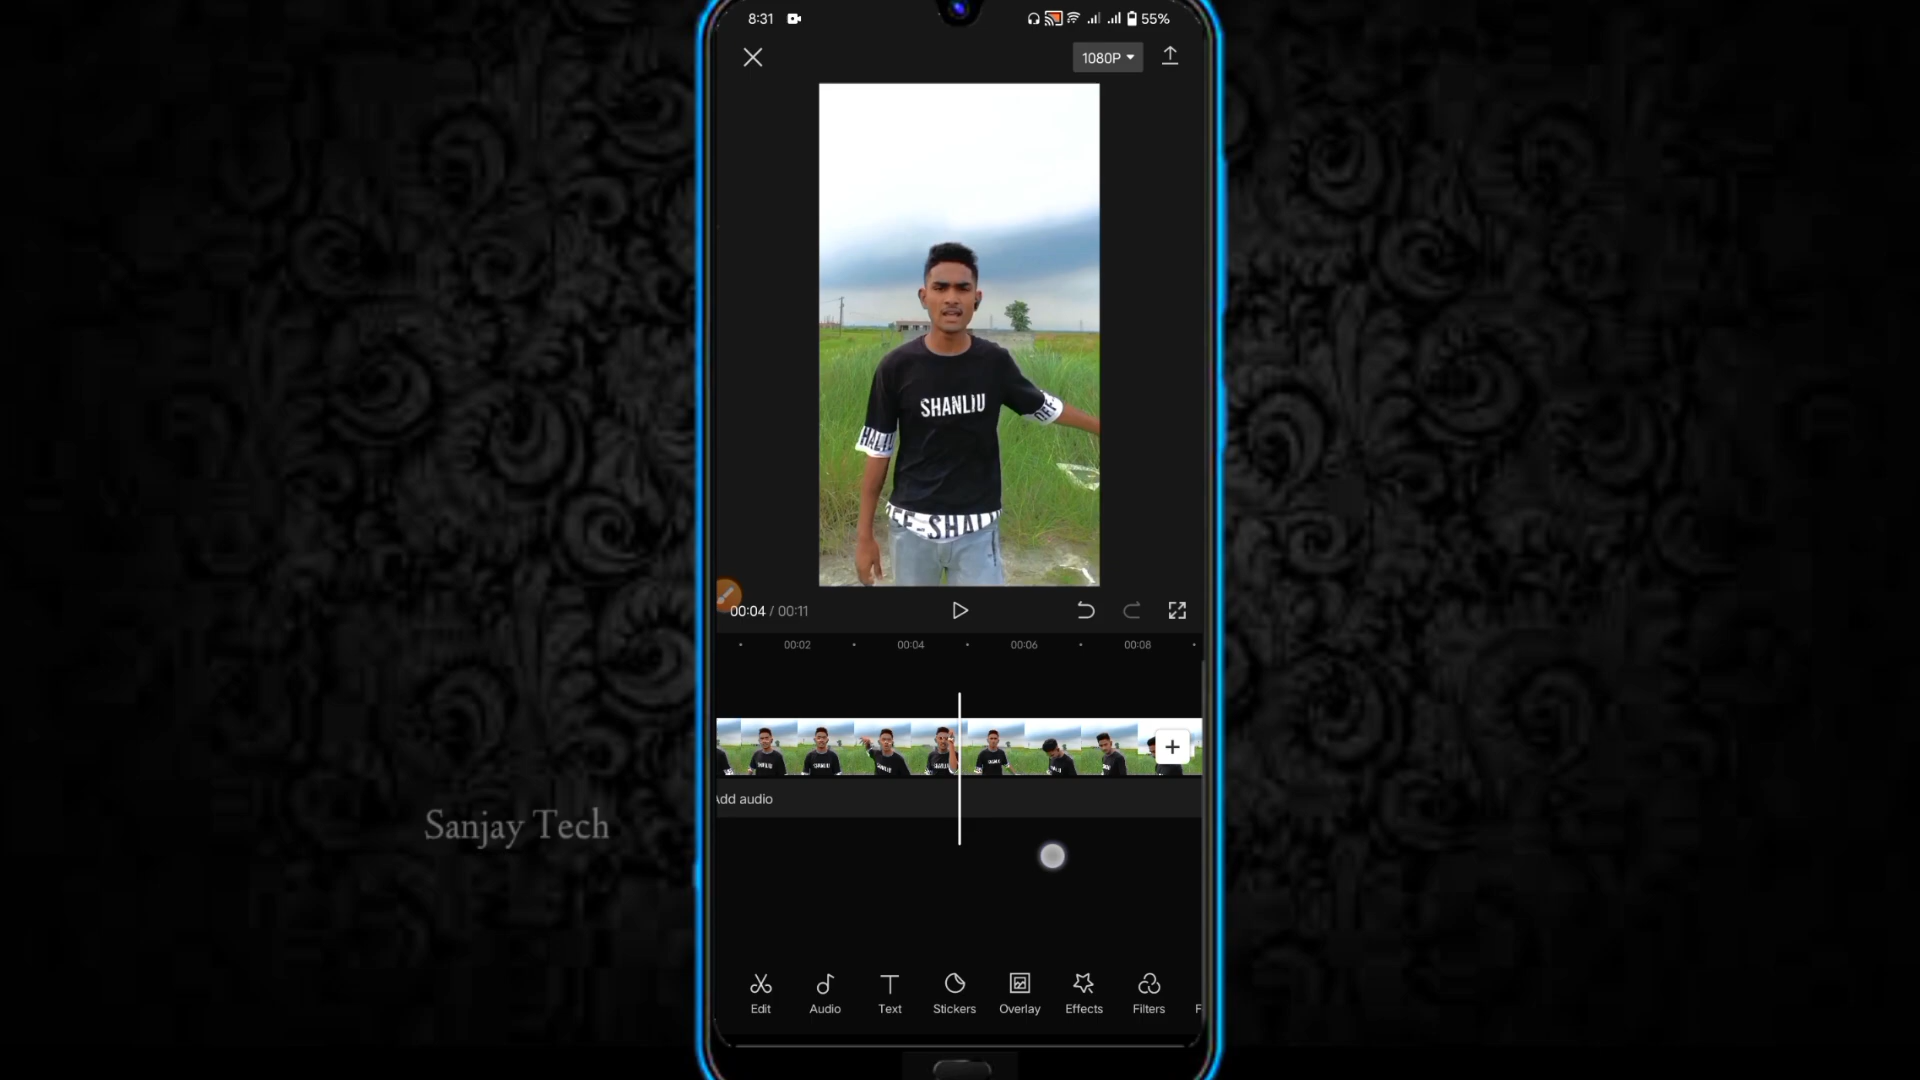 8:31
55%
1080P
SHANLIU
00:04 / 00:11
00:02
00:04
00:06
00:08
Add audio
Sanjay Tech
Edit
Audio
Text
Stickers
Overlay
Effects
Filters